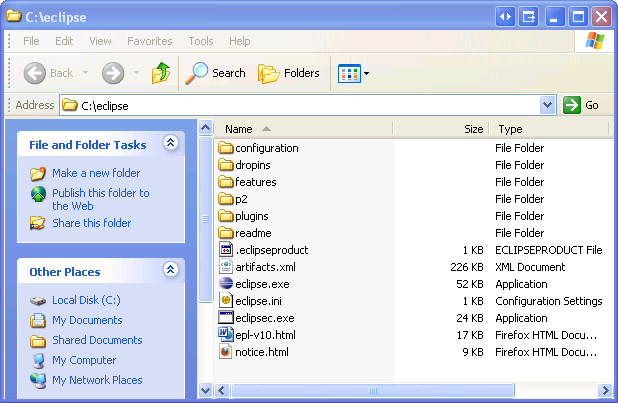 C:\eclipse
File Edit View Favorites Tools Help
Back Search Folders
Address C:\eclipse Go
File and Folder Tasks
Make a new folder
Publish this folder to
the Web
Share this folder
Other Places
Local Disk (C:)
My Documents
Shared Documents
My Computer
My Network Places
Name Size Type
configuration File Folder
dropins File Folder
features File Folder
p2 File Folder
plugins File Folder
readme File Folder
.eclipseproduct 1 KB ECLIPSEPRODUCT File
artifacts.xml 226 KB XML Document
eclipse.exe 52 KB Application
eclipse.ini 1 KB Configuration Settings
eclipsec.exe 24 KB Application
epl-v10.html 17 KB Firefox HTML Docu...
notice.html 9 KB Firefox HTML Docu...